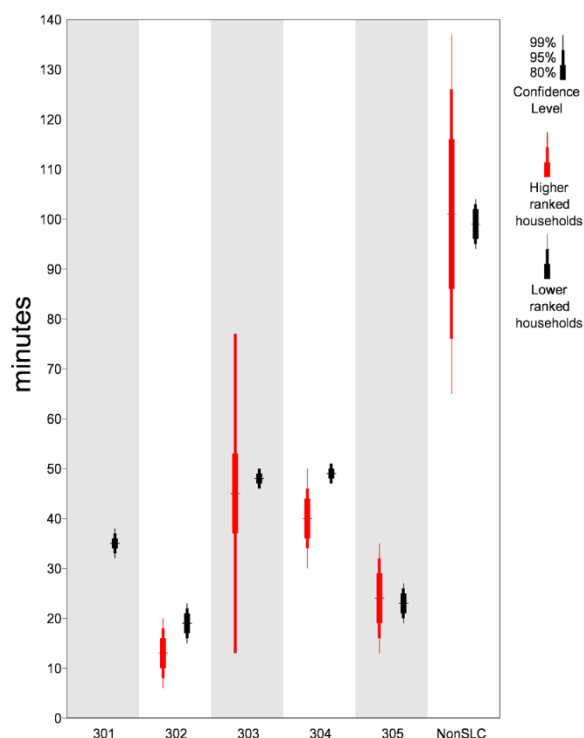 140
130
120
110
100
90
80
70
60
50
40
30
20
10
0
minutes
301 302 303 304 305 NonSLC
99%
95%
80%
Confidence
Level
Higher
ranked
households
Lower
ranked
households